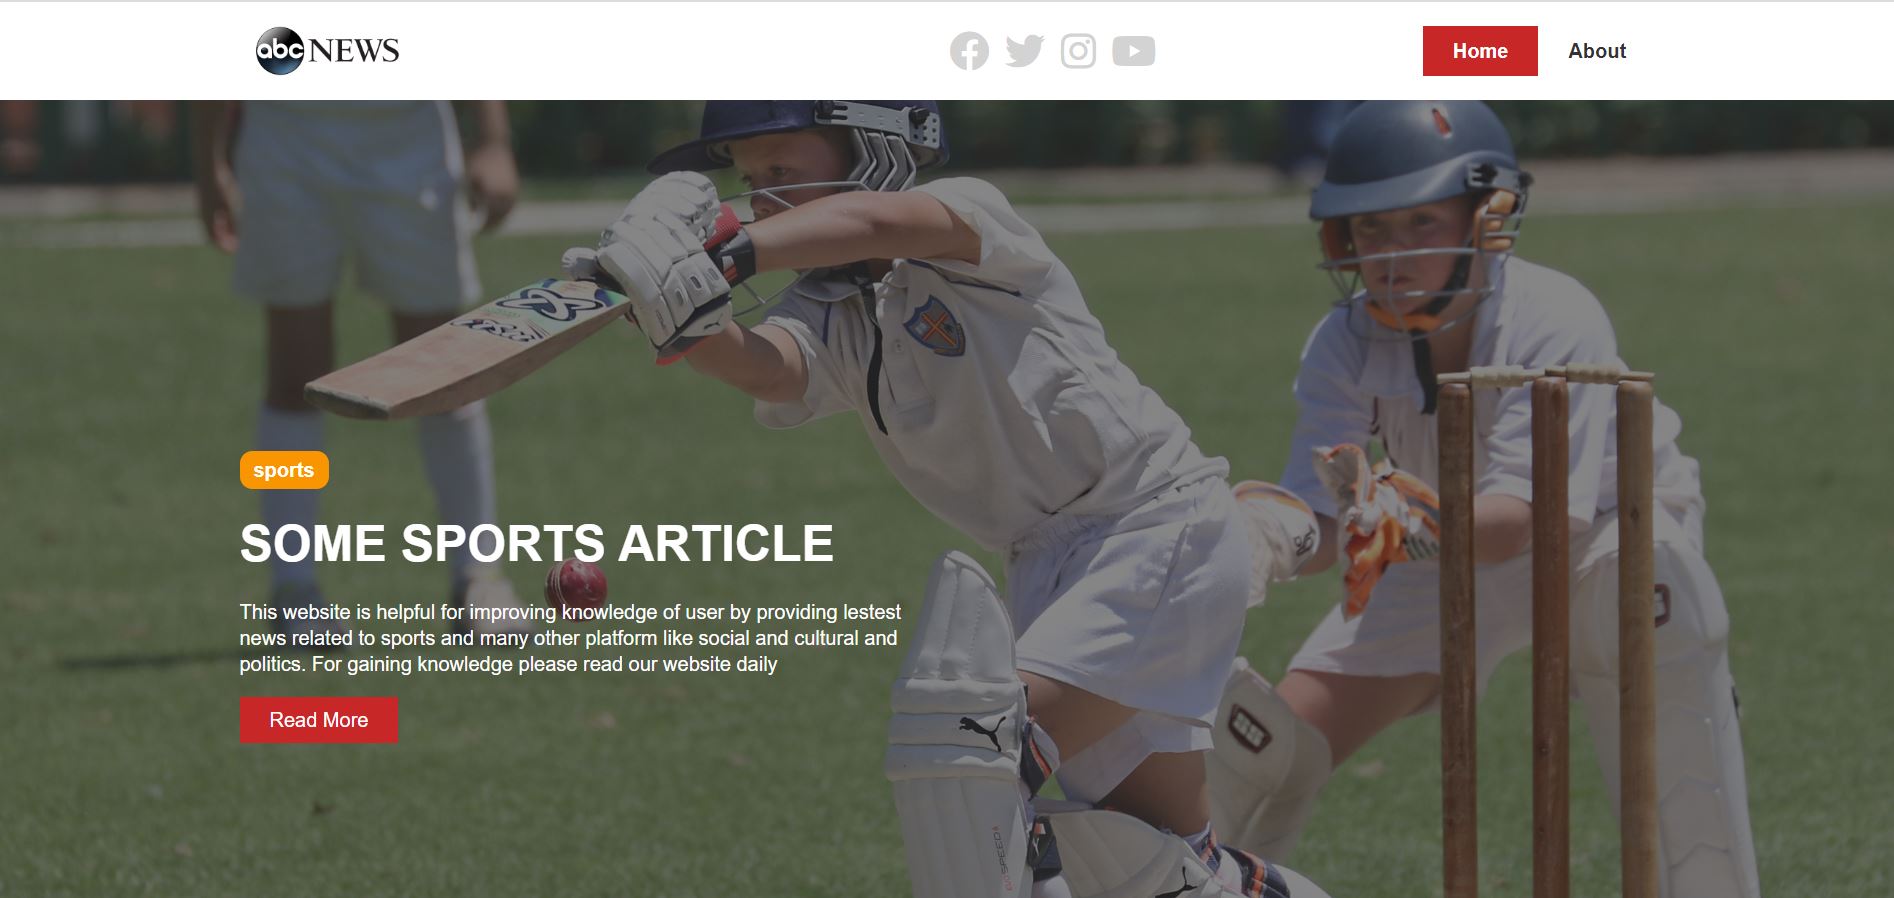 abc NEWS
Home
About
sports
SOME SPORTS ARTICLE
This website is helpful for improving knowledge of user by providing lestest
news related to sports and many other platform like social and cultural and
politics. For gaining knowledge please read our website daily
Read More
SS
evoSPEED